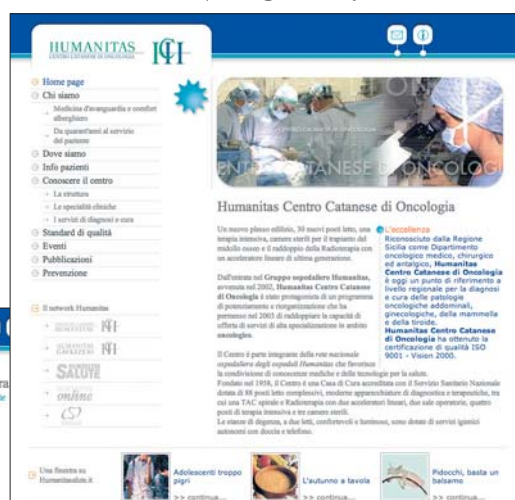 HUMANITAS
CENTRO CATANESE DI ONCOLOGIA
Home page
Chi siamo
Medicina d'avanguardia e comfort
alberghiero
Da quarant'anni al servizio
del paziente
Dove siamo
Info pazienti
Conoscere il centro
La struttura
Le specialità cliniche
I servizi di diagnosi e cura
Standard di qualità
Eventi
Pubblicazioni
Prevenzione
Il network Humanitas
HUMANITAS
SALUTE
online
CENTRO CATANESE DI ONCOLOGIA
ENTRO CATANESE DI ONCOLOGI
Humanitas Centro Catanese di Oncologia
Un nuovo plesso edilizio, 30 nuovi posti letto, una
terapia intensiva, camere sterili per il trapianto del
midollo osseo e il raddoppio della Radioterapia con
un acceleratore lineare di ultima generazione.
Dall'entrata nel Gruppo ospedaliero Humanitas,
avvenuta nel 2002, Humanitas Centro Catanese
di Oncologia è stato protagonista di un programma
di potenziamento e riorganizzazione che ha
permesso nel 2003 di raddoppiare la capacità di
offerta di servizi di alta specializzazione in ambito
oncologico.
Il Centro è parte integrante della rete nazionale
ospedaliera degli ospedali Humanitas che favorisce
la condivisione di conoscenze mediche e delle tecnologie per la salute.
Fondato nel 1958, il Centro è una Casa di Cura accreditata con il Servizio Sanitario Nazionale
dotata di 88 posti letto complessivi, moderne apparecchiature di diagnostica e terapeutiche, tra
cui una TAC spirale e Radioterapia con due acceleratori lineari, due sale operatorie, quattro
posti di terapia intensiva e tre camere sterili.
Le stanze di degenza, a due letti, confortevoli e luminose, sono dotate di servizi igienici
autonomi con doccia e telefono.
L'eccellenza
Riconosciuto dalla Regione
Sicilia come Dipartimento
oncologico medico, chirurgico
ed antalgico, Humanitas
Centro Catanese di Oncologia
è oggi un punto di riferimento a
livello regionale per la diagnosi
e cura delle patologie
oncologiche addominali,
ginecologiche, della mammella
e della tiroide.
Humanitas Centro Catanese
di Oncologia ha ottenuto la
certificazione di qualità ISO
9001 - Vision 2000.
Una finestra su
Humanitasalute.it
Adolescenti troppo
pigri
>> continua...
L'autunno a tavola
>> continua...
Pidocchi, basta un
balsamo
>> continua...